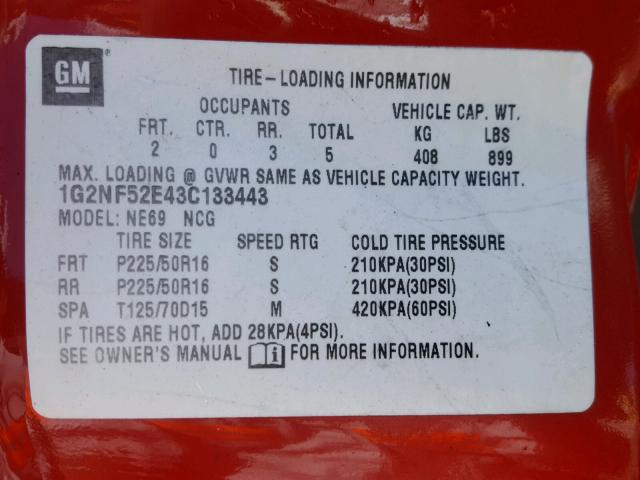 GM ®
TIRE-LOADING INFORMATION
OCCUPANTS VEHICLE CAP. WT.
FRT. CTR. RR. TOTAL KG LBS
2 0 3 5 408 899
MAX. LOADING @ GVWR SAME AS VEHICLE CAPACITY WEIGHT.
1G2NF52E43C133443
MODEL: NE69 NCG
TIRE SIZE SPEED RTG COLD TIRE PRESSURE
FRT P225/50R16 S 210KPA(30PSI)
RR P225/50R16 S 210KPA(30PSI)
SPA T125/70D15 M 420KPA(60PSI)
IF TIRES ARE HOT, ADD 28KPA(4PSI).
SEE OWNER'S MANUAL FOR MORE INFORMATION.